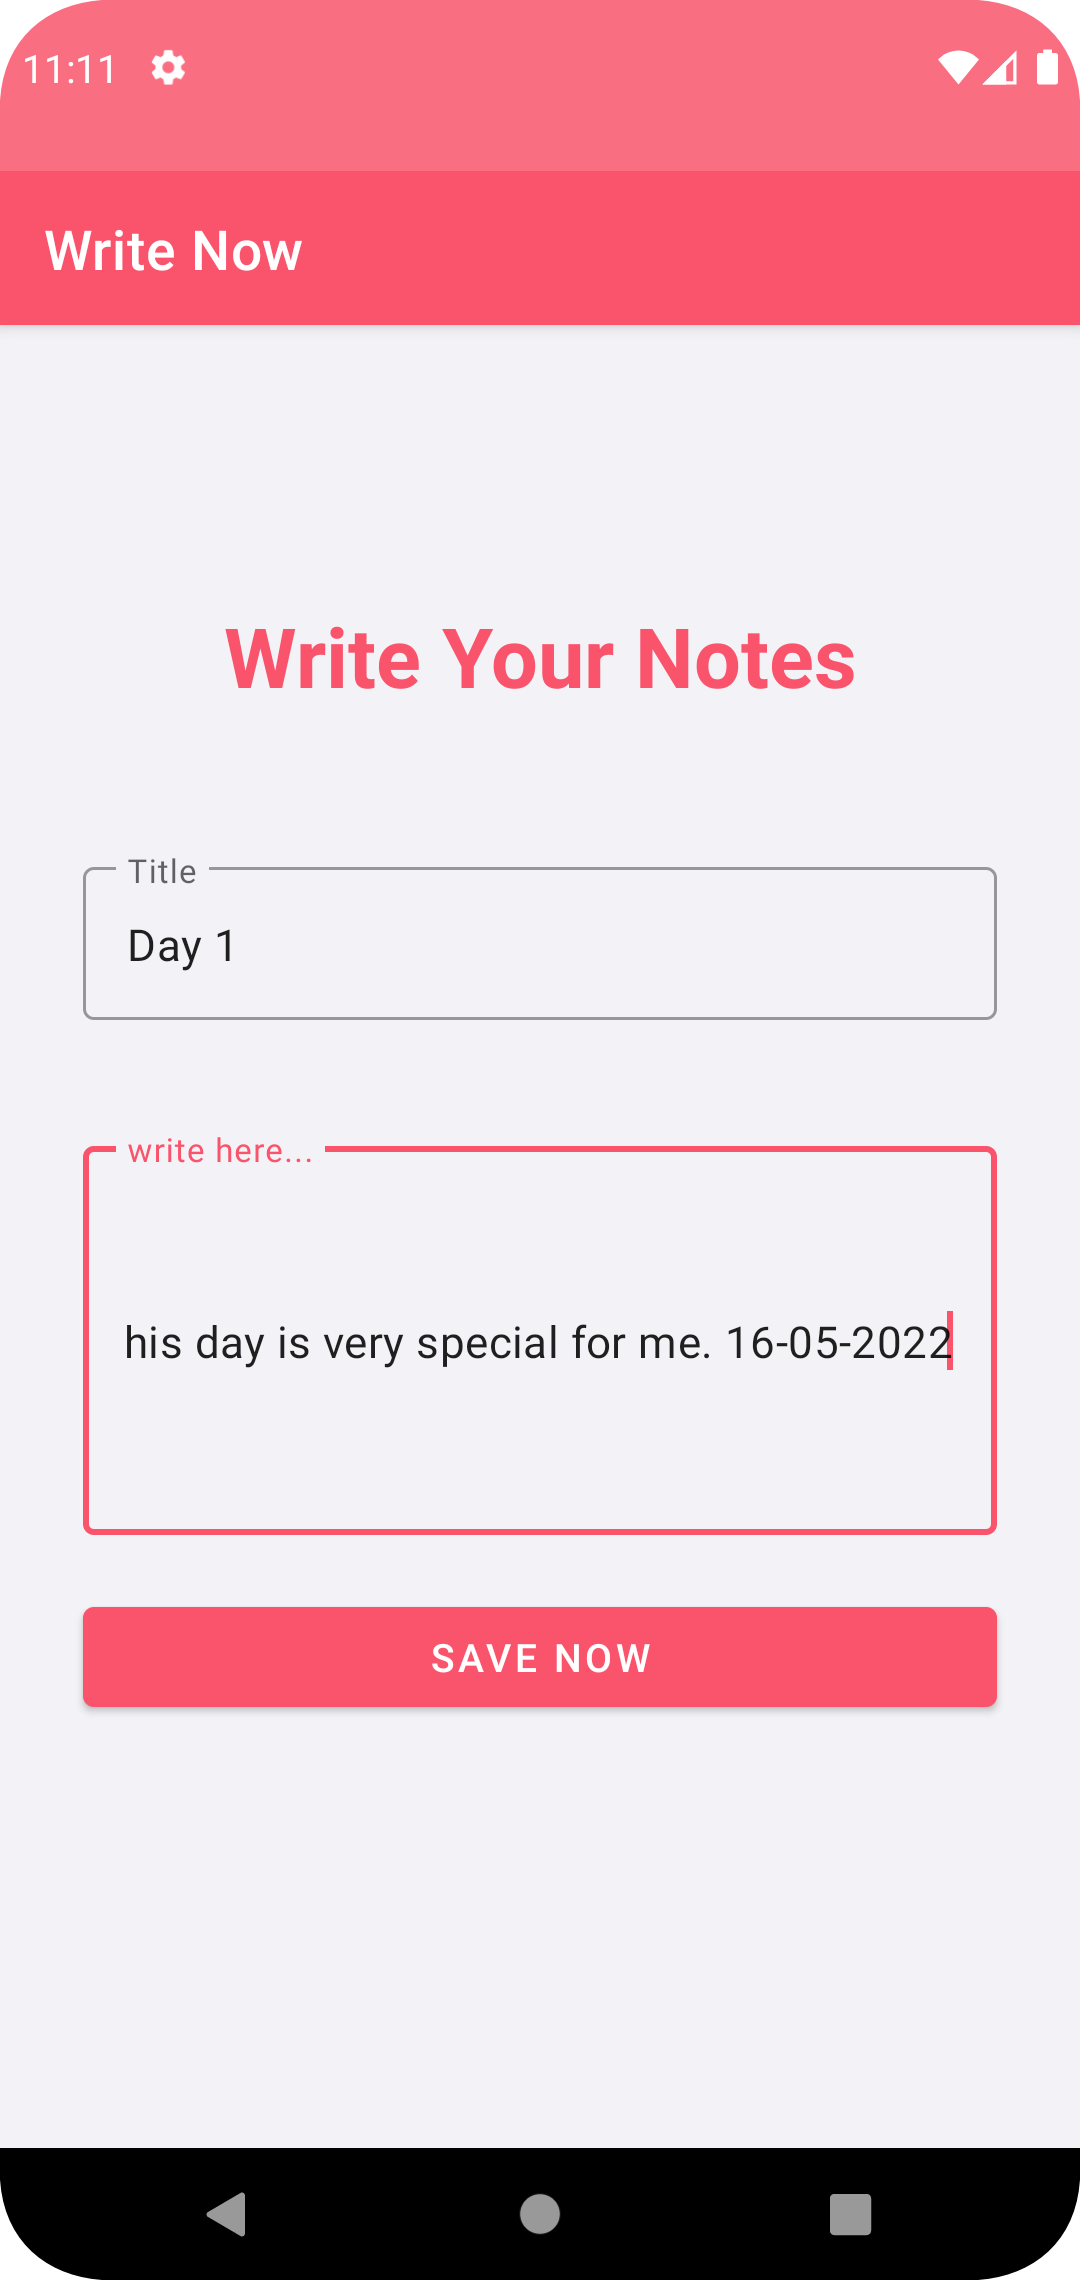 11:11
Write Now
Write Your Notes
Title
Day 1
write here...
his day is very special for me. 16-05-2022
SAVE NOW